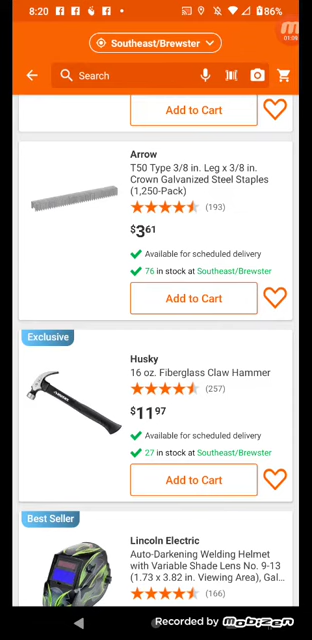 8:20
86%
Southeast/Brewster
01:09
Search
Add to Cart
Arrow
T50 Type 3/8 in. Leg x 3/8 in.
Crown Galvanized Steel Staples
(1,250-Pack)
(193)
$3.61
Available for scheduled delivery
76 in stock at Southeast/Brewster
Add to Cart
Exclusive
Husky
16 oz. Fiberglass Claw Hammer
(257)
$11.97
Available for scheduled delivery
27 in stock at Southeast/Brewster
Add to Cart
Best Seller
Lincoln Electric
Auto-Darkening Welding Helmet
with Variable Shade Lens No. 9-13
(1.73 x 3.82 in. Viewing Area), Gal...
(166)
Recorded by Mobizen